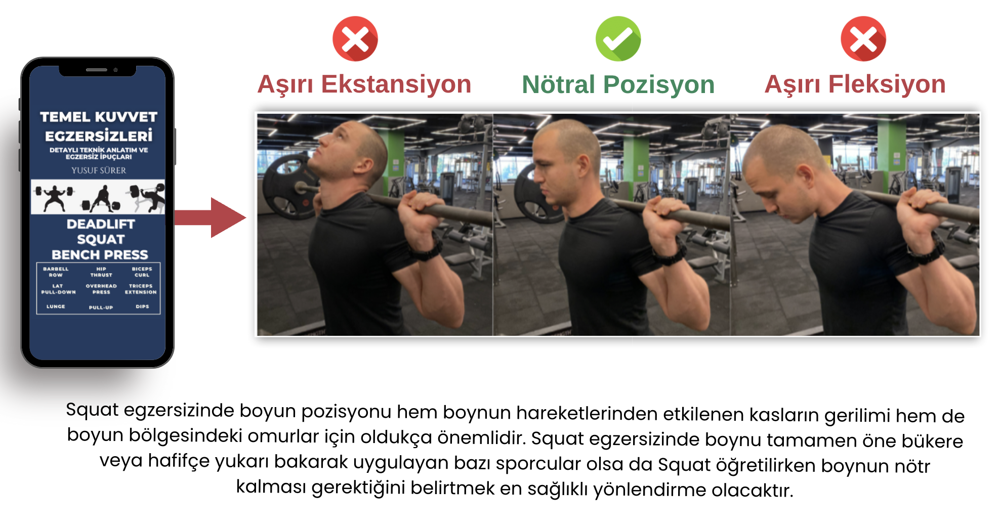 Aşırı Ekstansiyon
Nötral Pozisyon
Aşırı Fleksiyon
TEMEL KUVVET
EGZERSİZLERİ
DETAYLI TEKNİK ANLATIM VE
EGZERSİZ İPUÇLARI
YUSUF SÜRER
DEADLIFT
SQUAT
BENCH PRESS
BARBELL
ROW
HIP
THRUST
BICEPS
CURL
LAT
PULL-DOWN
OVERHEAD
PRESS
TRICEPS
EXTENSION
LUNGE
PULL-UP
DIPS
Squat egzersizinde boyun pozisyonu hem boynun hareketlerinden etkilenen kasların gerilimi hem de
boyun bölgesindeki omurlar için oldukça önemlidir. Squat egzersizinde boynu tamamen öne bükere
veya hafifçe yukarı bakarak uygulayan bazı sporcular olsa da Squat öğretilirken boynun nötr
kalması gerektiğini belirtmek en sağlıklı yönlendirme olacaktır.